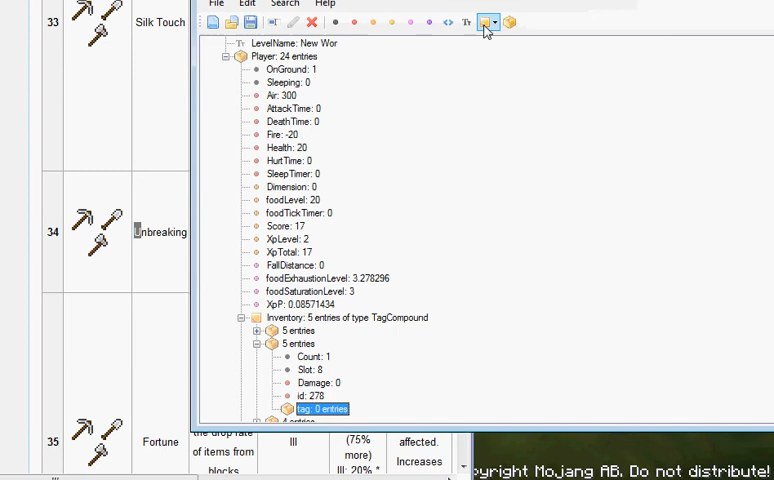 File Edit Search Help
33 Silk Touch
LevelName: New Wor
Player: 24 entries
OnGround: 1
Sleeping: 0
Air: 300
AttackTime: 0
DeathTime: 0
Fire: -20
Health: 20
HurtTime: 0
SleepTimer: 0
Dimension: 0
foodLevel: 20
foodTickTimer: 0
Score: 17
XpLevel: 2
XpTotal: 17
FallDistance: 0
foodExhaustionLevel: 3.278296
foodSaturationLevel: 3
XpP: 0.08571434
Inventory: 5 entries of type TagCompound
5 entries
5 entries
Count: 1
Slot: 8
Damage: 0
id: 278
tag: 0 entries
34 Unbreaking
35 Fortune
the drop rate
of items from
blocks
III
(75%
more)
III: 20% *
affected.
Increases
pyright Mojang AB. Do not distribute!